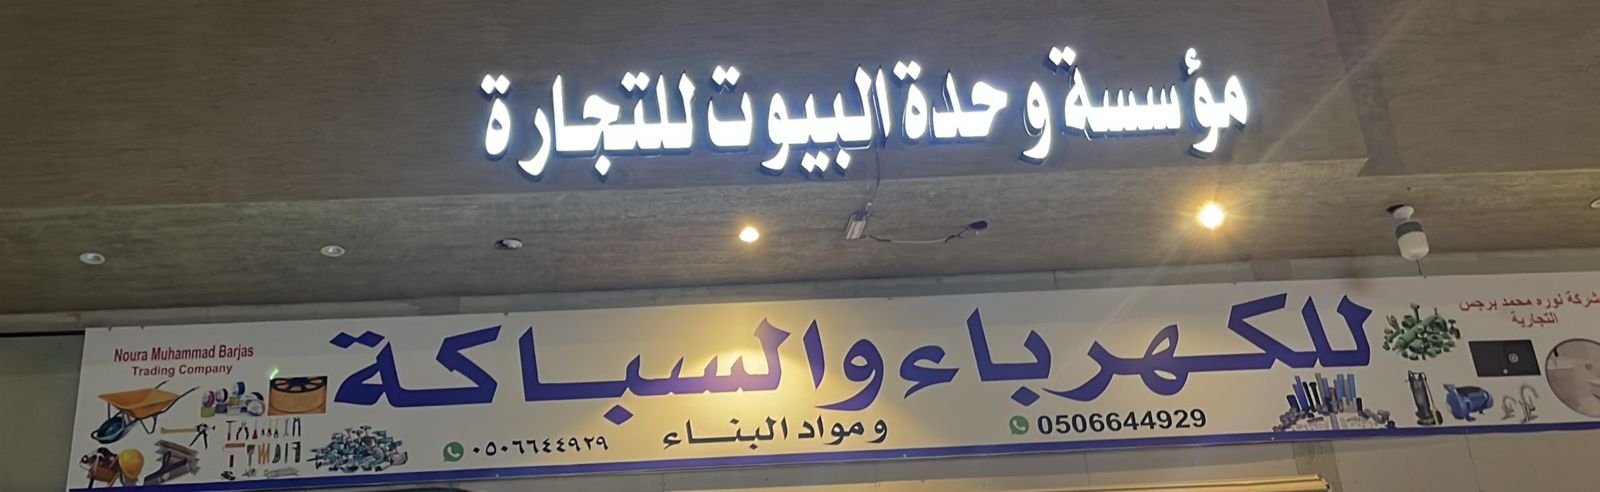 مؤسسة وحدة البيوت للتجارة
شركة نوره محمد برجس
التجارية
للكهرباء والسباكة
Noura Muhammad Barjas
Trading Company
0506644929
ومواد البناء
٠٥٠٦٦٤٤٩٢٩